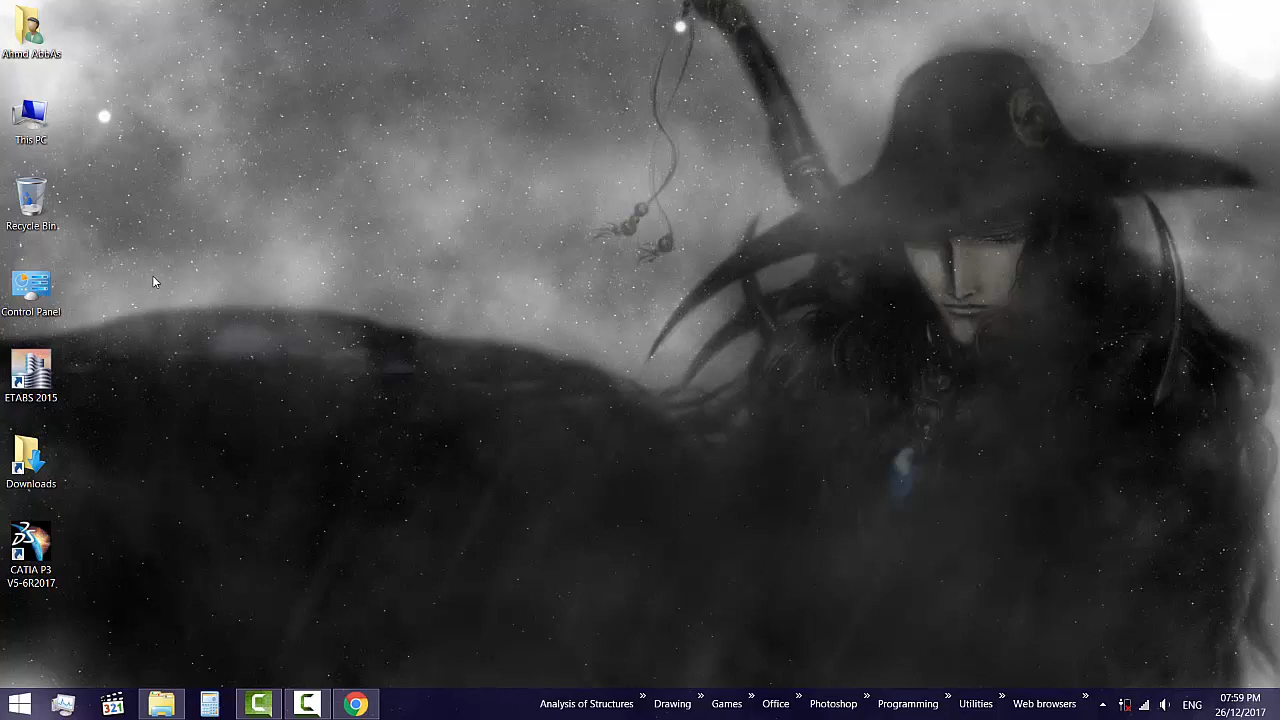 Ahmd AbbAs
This PC
Recycle Bin
Control Panel
ETABS 2015
Downloads
CATIA P3
V5-6R2017
321
Analysis of Structures » Drawing » Games » Office » Photoshop » Programming » Utilities » Web browsers » ENG
07:59 PM
26/12/2017